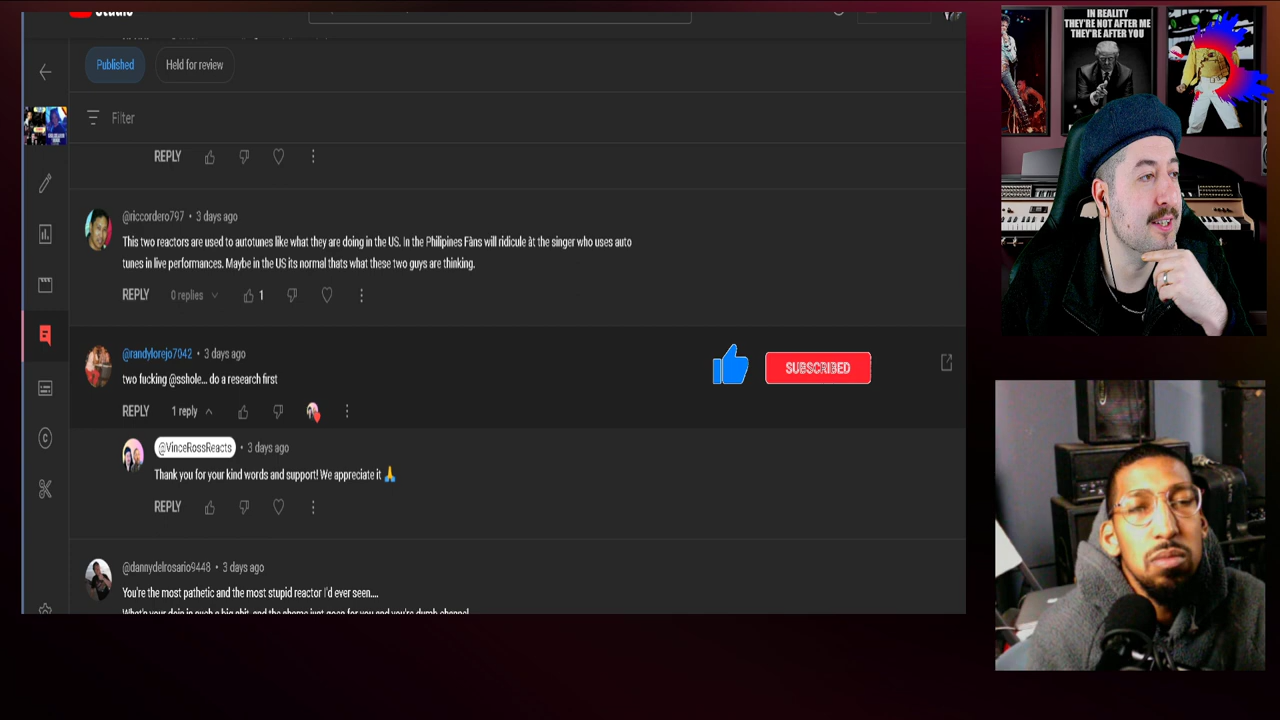 Studio
IN REALITY
THEY'RE NOT AFTER ME
THEY'RE AFTER YOU
Published
Held for review
Filter
REPLY
@riccordero797 • 3 days ago
This two reactors are used to autotunes like what they are doing in the US. In the Philipines Fans will ridicule àt the singer who uses auto
tunes in live performances. Maybe in the US its normal thats what these two guys are thinking.
REPLY 0 replies 1
@randylorejo7042 • 3 days ago
two fucking @sshole... do a research first
SUBSCRIBED
REPLY 1 reply
@VinceRossReacts • 3 days ago
Thank you for your kind words and support! We appreciate it 🙏
REPLY
@dannydelrosario9448 • 3 days ago
You're the most pathetic and the most stupid reactor I'd ever seen....